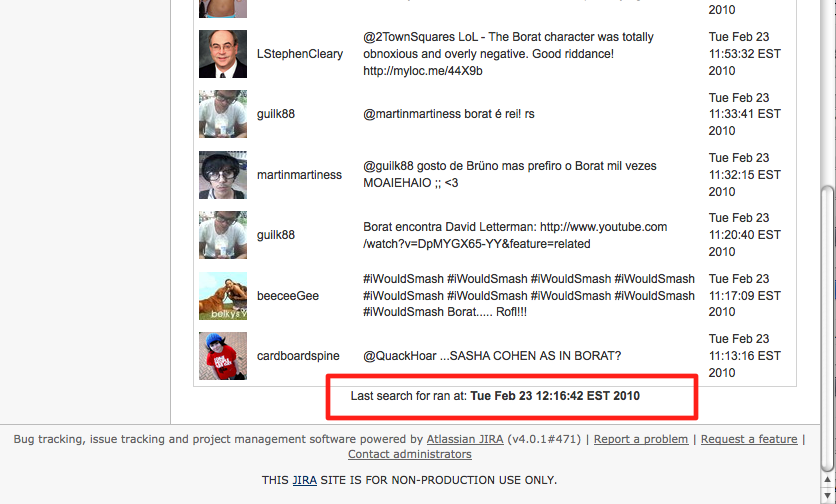 2010
LStephenCleary
@2TownSquares LoL - The Borat character was totally
obnoxious and overly negative. Good riddance!
http://myloc.me/44X9b
Tue Feb 23
11:53:32 EST
2010
guilk88
@martinmartiness borat é rei! rs
Tue Feb 23
11:33:41 EST
2010
martinmartiness
@guilk88 gosto de Brüno mas prefiro o Borat mil vezes
MOAIEHAIO ;; <3
Tue Feb 23
11:32:15 EST
2010
guilk88
Borat encontra David Letterman: http://www.youtube.com
/watch?v=DpMYGX65-YY&feature=related
Tue Feb 23
11:20:40 EST
2010
belkys
beeceeGee
#iWouldSmash #iWouldSmash #iWouldSmash #iWouldSmash
#iWouldSmash #iWouldSmash #iWouldSmash #iWouldSmash
#iWouldSmash Borat..... Rofl!!!
Tue Feb 23
11:17:09 EST
2010
cardboardspine
@QuackHoar ...SASHA COHEN AS IN BORAT?
Tue Feb 23
11:13:16 EST
2010
Last search for ran at: Tue Feb 23 12:16:42 EST 2010
Bug tracking, issue tracking and project management software powered by Atlassian JIRA (v4.0.1#471) | Report a problem | Request a feature |
Contact administrators
THIS JIRA SITE IS FOR NON-PRODUCTION USE ONLY.